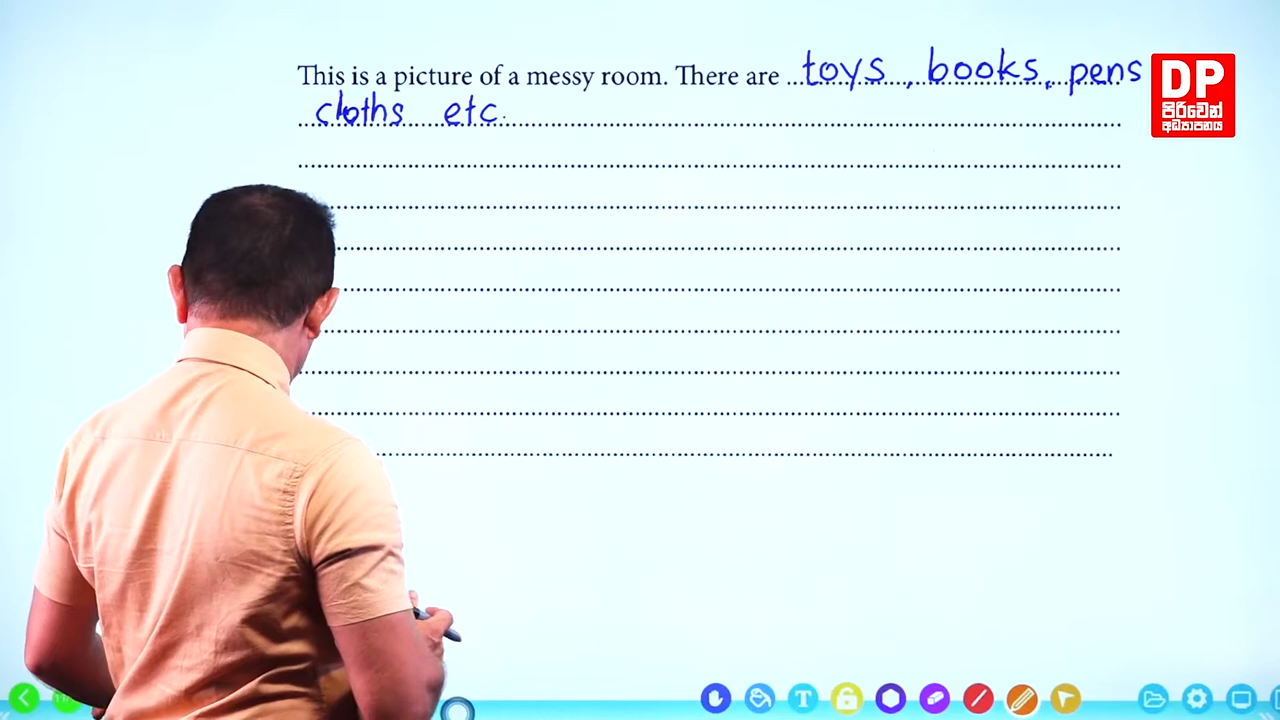 This is a picture of a messy room. There are toys, books, pens
cloths etc.
DP
පිරිවෙන්
අධ්‍යාපනය